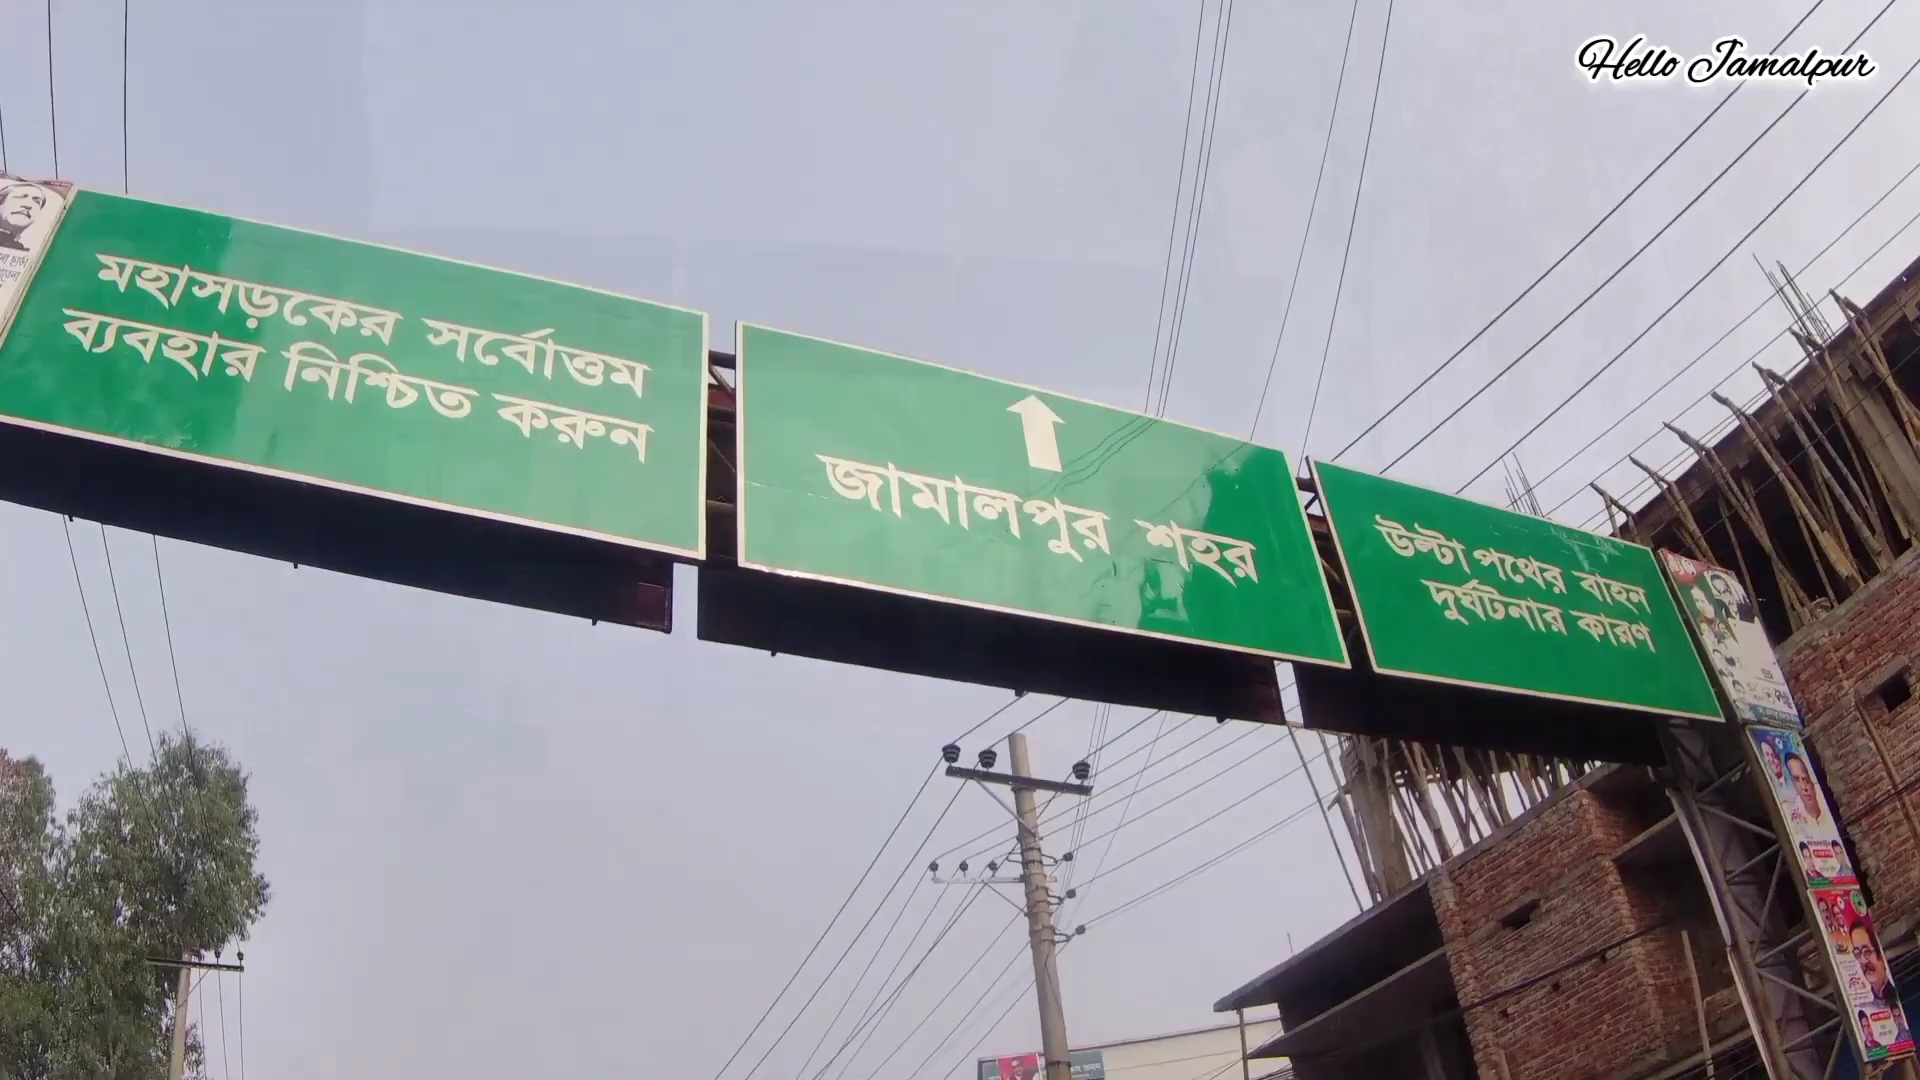 Hello Jamalpur
মহাসড়কের সর্বোত্তম
ব্যবহার নিশ্চিত করুন
জামালপুর শহর
উল্টা পথের বাহন
দুর্ঘটনার কারণ